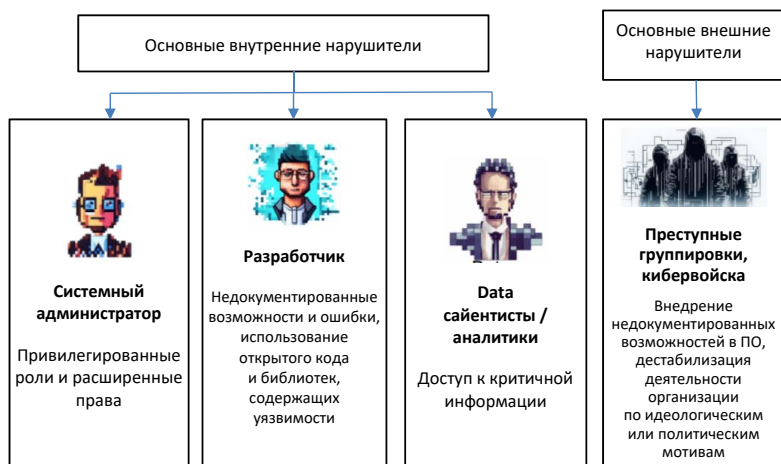 Основные внутренние нарушители
Основные внешние
нарушители
Системный
администратор
Привилегированные
роли и расширенные
права
Разработчик
Недокументированные
возможности и ошибки,
использование
открытого кода
и библиотек,
содержащих
уязвимости
Data
сайентисты /
аналитики
Доступ к критичной
информации
Преступные
группировки,
кибервойска
Внедрение
недокументированных
возможностей в ПО,
дестабилизация
деятельности
организации
по идеологическим
или политическим
мотивам